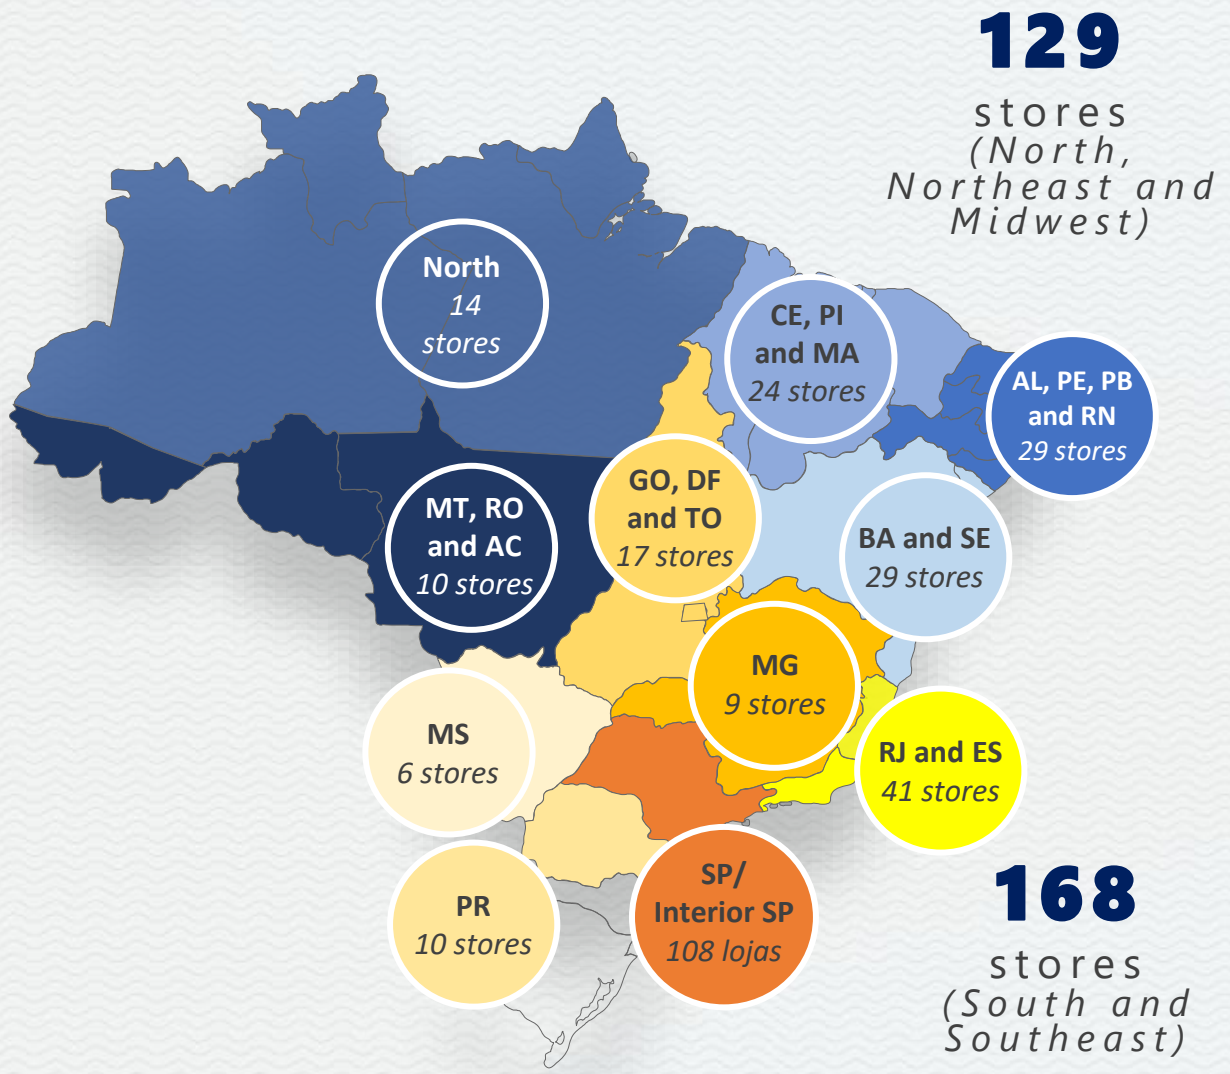 129
stores
(North,
Northeast and
Midwest)
North
14
stores
CE, PI
and MA
24 stores
AL, PE, PB
and RN
29 stores
GO, DF
and TO
17 stores
MT, RO
and AC
10 stores
BA and SE
29 stores
MG
9 stores
MS
6 stores
RJ and ES
41 stores
PR
10 stores
SP/
Interior SP
108 lojas
168
stores
(South and
Southeast)